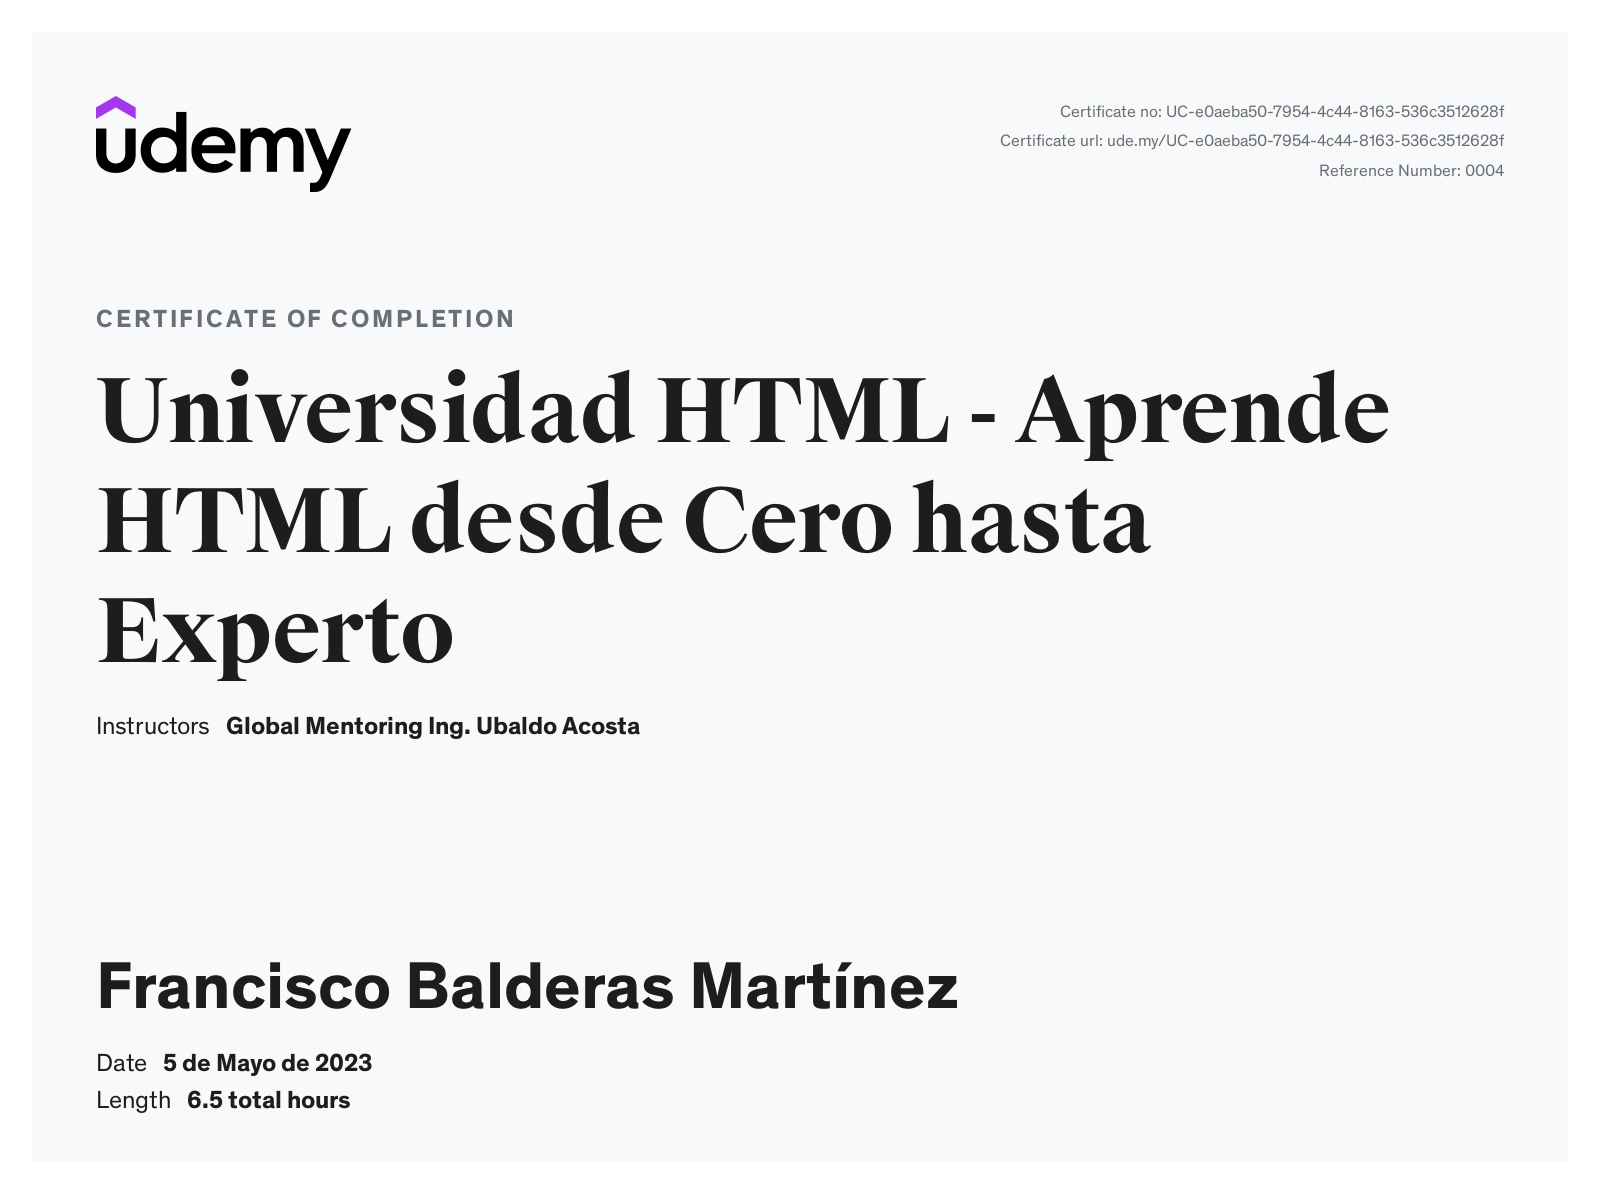 udemy
Certificate no: UC-e0aeba50-7954-4c44-8163-536c3512628f
Certificate url: ude.my/UC-e0aeba50-7954-4c44-8163-536c3512628f
Reference Number: 0004
CERTIFICATE OF COMPLETION
Universidad HTML - Aprende
HTML desde Cero hasta
Experto
Instructors Global Mentoring Ing. Ubaldo Acosta
Francisco Balderas Martínez
Date 5 de Mayo de 2023
Length 6.5 total hours